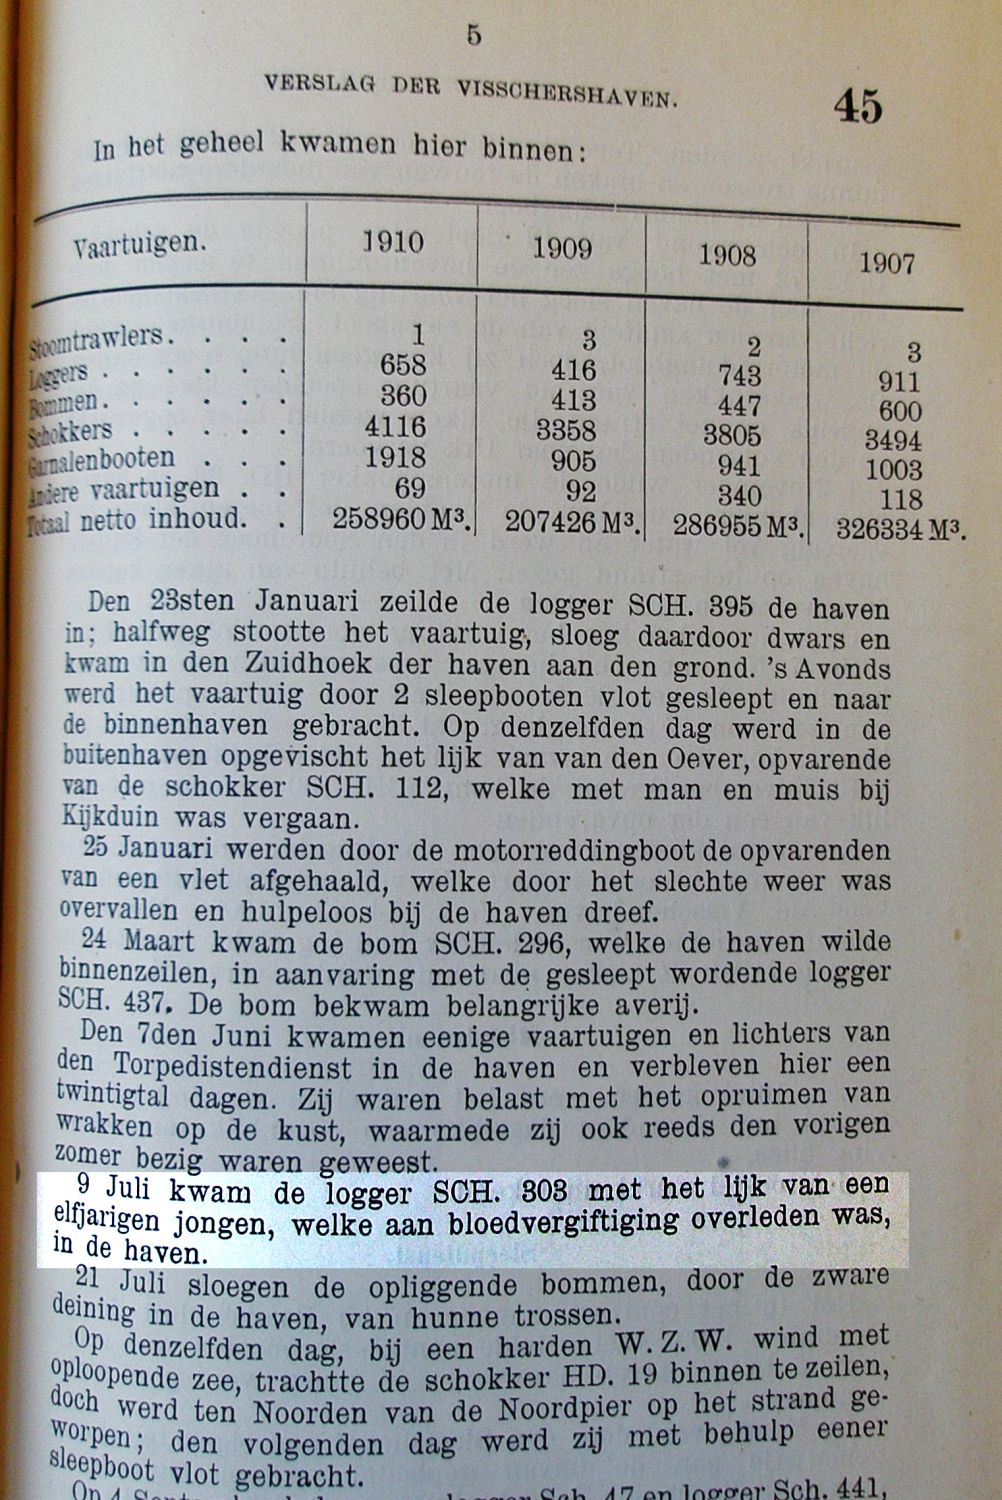 5
VERSLAG DER VISSCHERSHAVEN. 45
In het geheel kwamen hier binnen:
Vaartuigen. 1910 1909 1908 1907
Stoomtrawlers. . . . . 1 3 2 3
Loggers . . . . . . . 658 416 743 911
Bommen. . . . . . . 360 413 447 600
Schokkers . . . . . 4116 3358 3805 3494
Garnalenbooten . . . 1918 905 941 1003
Andere vaartuigen . . 69 92 340 118
Totaal netto inhoud. . 258960 M³. 207426 M³. 286955 M³. 326334 M³.
Den 23sten Januari zeilde de logger SCH. 395 de haven
in; halfweg stootte het vaartuig, sloeg daardoor dwars en
kwam in den Zuidhoek der haven aan den grond. 's Avonds
werd het vaartuig door 2 sleepbooten vlot gesleept en naar
de binnenhaven gebracht. Op denzelfden dag werd in de
buitenhaven opgevischt het lijk van van den Oever, opvarende
van de schokker SCH. 112, welke met man en muis bij
Kijkduin was vergaan.
25 Januari werden door de motorreddingboot de opvarenden
van een vlet afgehaald, welke door het slechte weer was
overvallen en hulpeloos bij de haven dreef.
24 Maart kwam de bom SCH. 296, welke de haven wilde
binnenzeilen, in aanvaring met de gesleept wordende logger
SCH. 437. De bom bekwam belangrijke averij.
Den 7den Juni kwamen eenige vaartuigen en lichters van
den Torpedistendienst in de haven en verbleven hier een
twintigtal dagen. Zij waren belast met het opruimen van
wrakken op de kust, waarmede zij ook reeds den vorigen
zomer bezig waren geweest.
9 Juli kwam de logger SCH. 303 met het lijk van een
elfjarigen jongen, welke aan bloedvergiftiging overleden was,
in de haven.
21 Juli sloegen de opliggende bommen, door de zware
deining in de haven, van hunne trossen.
Op denzelfden dag, bij een harden W. Z. W. wind met
oploopende zee, trachtte de schokker HD. 19 binnen te zeilen,
doch werd ten Noorden van de Noordpier op het strand ge-
worpen; den volgenden dag werd zij met behulp eener
sleepboot vlot gebracht.
Op 4 logger Sch. 47 en logger Sch. 441,